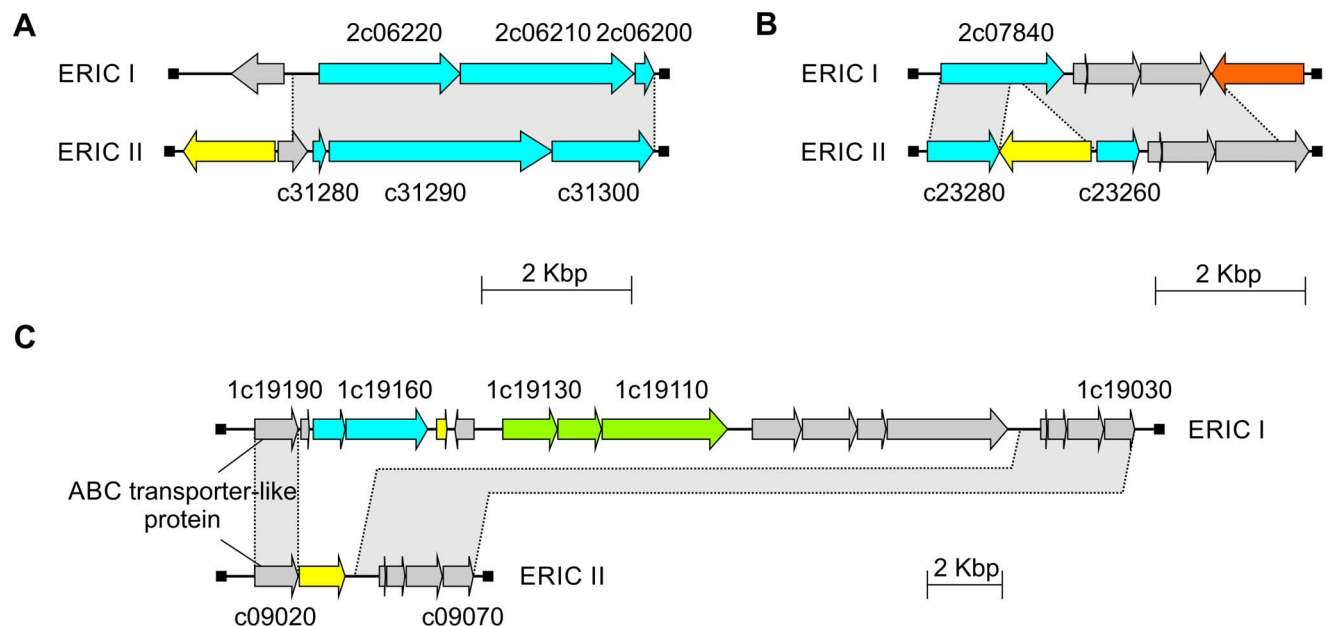 A
2c06220 2c06210 2c06200
ERIC I
ERIC II
c31280 c31290 c31300
2 Kbp
B
2c07840
ERIC I
ERIC II
c23280 c23260
2 Kbp
C
1c19190 1c19160 1c19130 1c19110 1c19030
ERIC I
ABC transporter-like
protein
ERIC II
c09020 c09070
2 Kbp